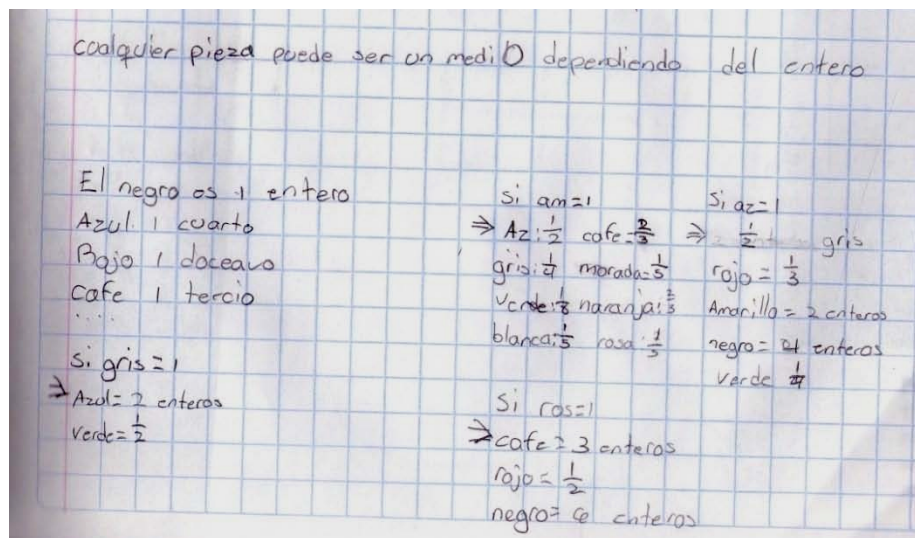 cualquier pieza puede ser un medio dependiendo del entero
El negro es 1 entero
Azul 1 cuarto
Rojo 1 doceavo
cafe 1 tercio
....
Si gris=1
⇒ Azul= 2 enteros
verde= 1/2
Si am=1
⇒ Az: 1/2 cafe= 2/3
gris: 1/4 morada= 1/5
verde: 1/8 naranja: 2/5
blanca: 1/5 rosa: 1/3
Si ros=1
⇒ cafe= 3 enteros
rojo= 1/2
negro= enteros
Si az=1
⇒ 1/2 gris
rojo= 1/3
Amarillo= 2 enteros
negro= 4 enteros
verde 1/4